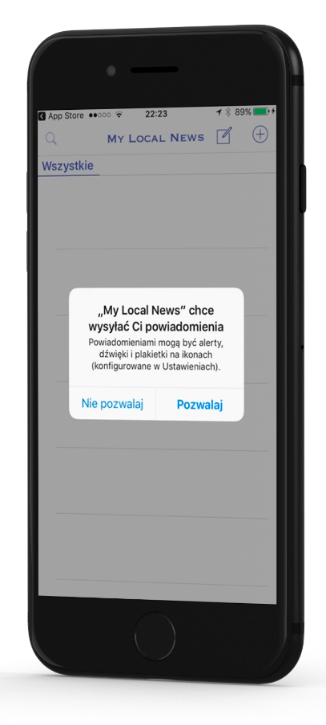 App Store 22:23 89%
MY LOCAL NEWS
Wszystkie
„My Local News” chce
wysyłać Ci powiadomienia
Powiadomieniami mogą być alerty,
dźwięki i plakietki na ikonach
(konfigurowane w Ustawieniach).
Nie pozwalaj Pozwalaj